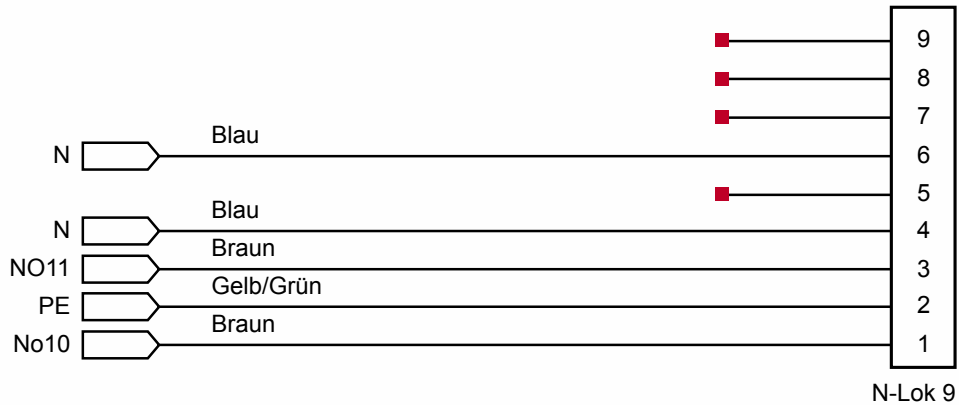 9
8
7
Blau
N 6
5
Blau
N 4
Braun
NO11 3
Gelb/Grün
PE 2
Braun
No10 1
N-Lok 9